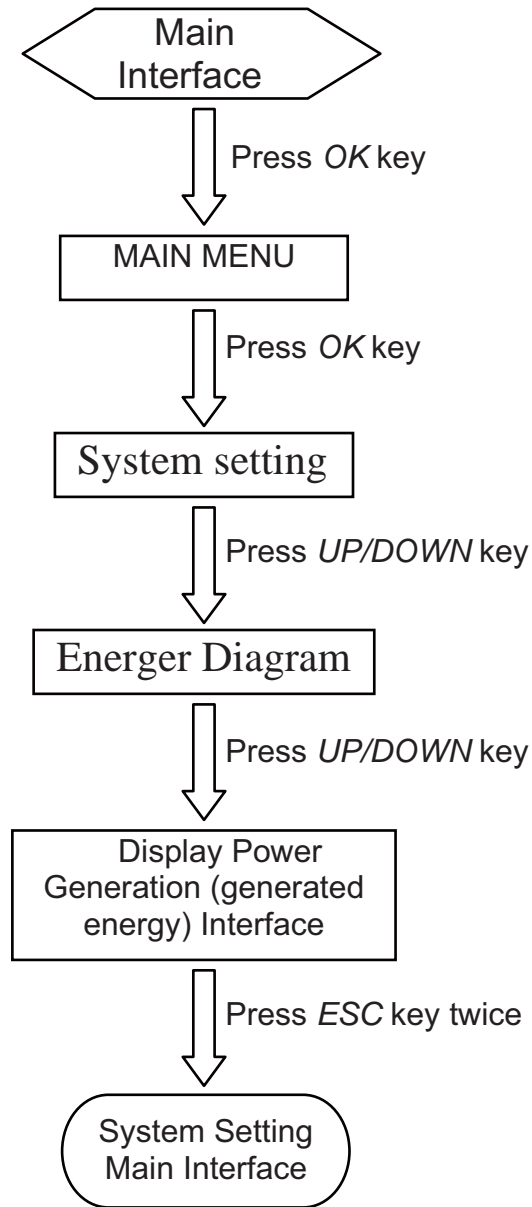 Main
Interface
Press OK key
MAIN MENU
Press OK key
System setting
Press UP/DOWN key
Energer Diagram
Press UP/DOWN key
Display Power
Generation (generated
energy) Interface
Press ESC key twice
System Setting
Main Interface